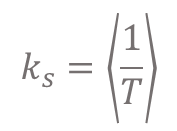 k_s = ⟨1/T⟩